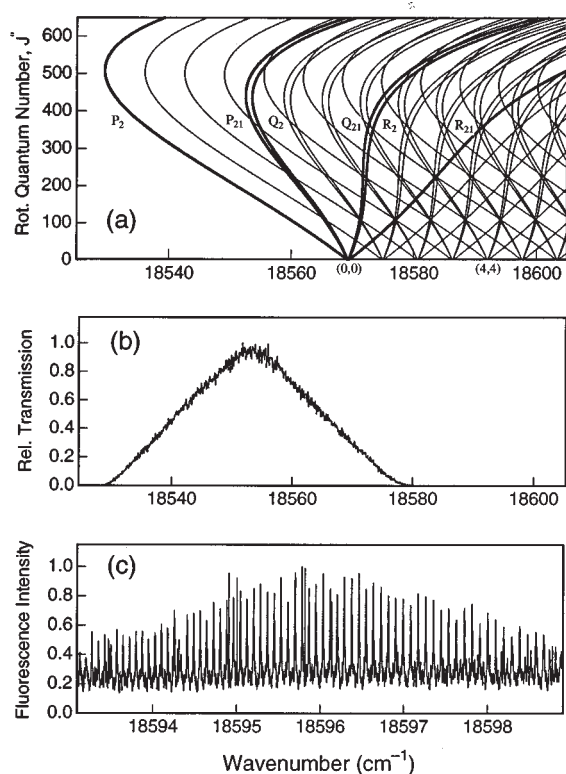 Rot. Quantum Number, J"
600
500
400
300
200
100
0
P2
P21
Q2
Q21
R2
R21
(a)
18540
18560
(0,0)
18580
(4,4)
18600
Rel. Transmission
(b)
1.0
0.8
0.6
0.4
0.2
0.0
18540
18560
18580
18600
Fluorescence Intensity
(c)
1.0
0.8
0.6
0.4
0.2
0.0
18594
18595
18596
18597
18598
Wavenumber (cm⁻¹)